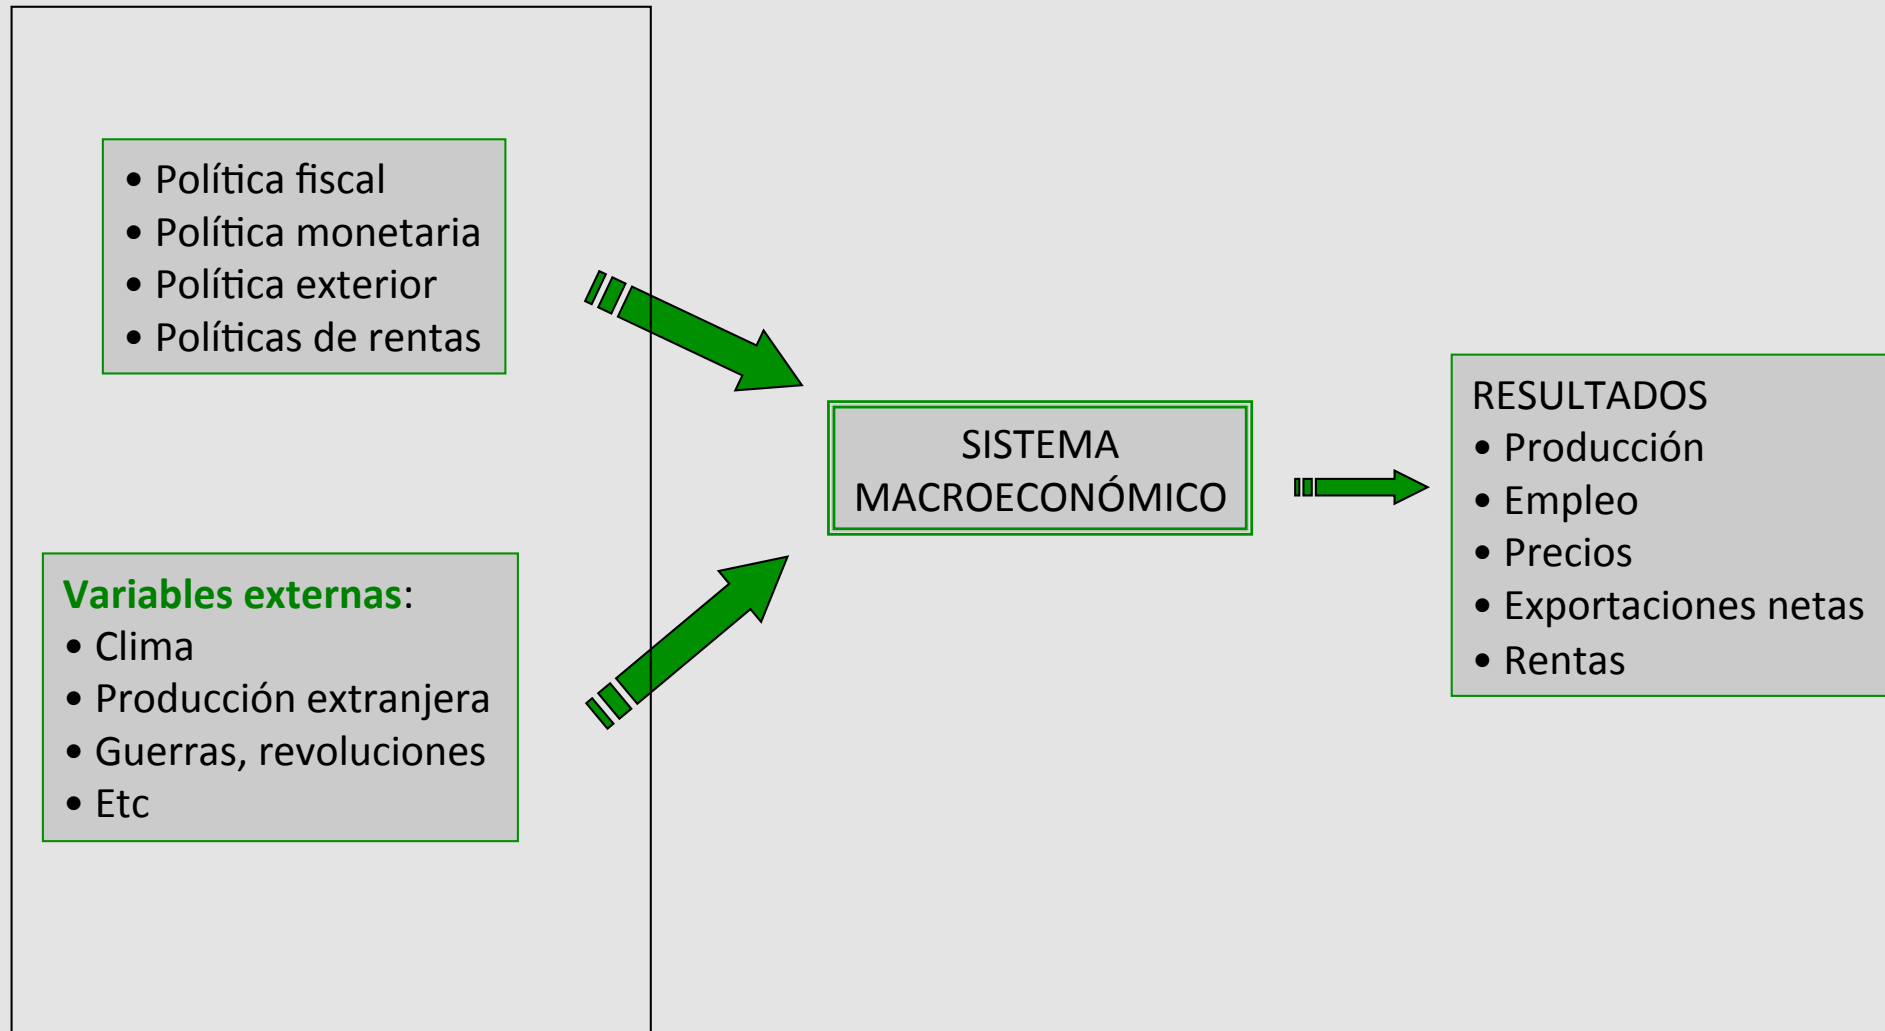 • Política fiscal
• Política monetaria
• Política exterior
• Políticas de rentas
Variables externas:
• Clima
• Producción extranjera
• Guerras, revoluciones
• Etc
SISTEMA
MACROECONÓMICO
RESULTADOS
• Producción
• Empleo
• Precios
• Exportaciones netas
• Rentas